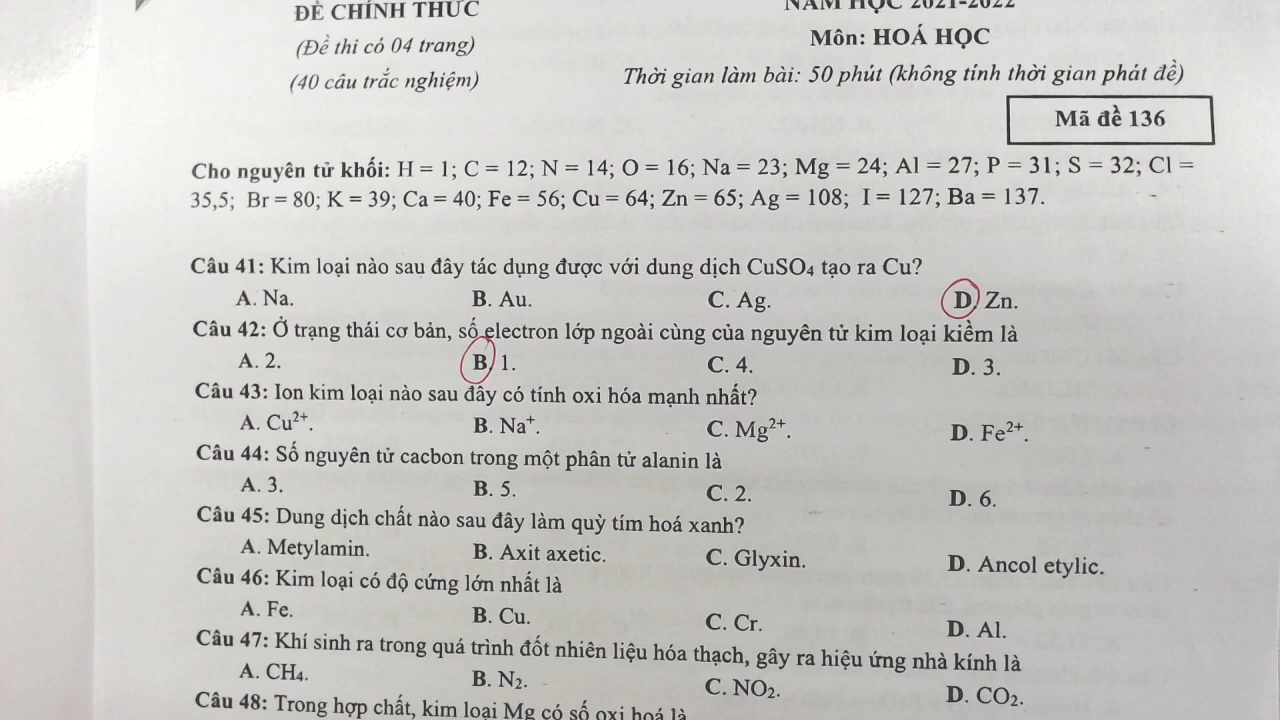 ĐỀ CHÍNH THỨC
(Đề thi có 04 trang)
(40 câu trắc nghiệm)
NĂM HỌC 2021-2022
Môn: HOÁ HỌC
Thời gian làm bài: 50 phút (không tính thời gian phát đề)
Mã đề 136
Cho nguyên tử khối: H = 1; C = 12; N = 14; O = 16; Na = 23; Mg = 24; Al = 27; P = 31; S = 32; Cl =
35,5; Br = 80; K = 39; Ca = 40; Fe = 56; Cu = 64; Zn = 65; Ag = 108; I = 127; Ba = 137.
Câu 41: Kim loại nào sau đây tác dụng được với dung dịch CuSO₄ tạo ra Cu?
A. Na. B. Au. C. Ag. D. Zn.
Câu 42: Ở trạng thái cơ bản, số electron lớp ngoài cùng của nguyên tử kim loại kiềm là
A. 2. B. 1. C. 4. D. 3.
Câu 43: Ion kim loại nào sau đây có tính oxi hóa mạnh nhất?
A. Cu²⁺. B. Na⁺. C. Mg²⁺. D. Fe²⁺.
Câu 44: Số nguyên tử cacbon trong một phân tử alanin là
A. 3. B. 5. C. 2. D. 6.
Câu 45: Dung dịch chất nào sau đây làm quỳ tím hoá xanh?
A. Metylamin. B. Axit axetic. C. Glyxin. D. Ancol etylic.
Câu 46: Kim loại có độ cứng lớn nhất là
A. Fe. B. Cu. C. Cr. D. Al.
Câu 47: Khí sinh ra trong quá trình đốt nhiên liệu hóa thạch, gây ra hiệu ứng nhà kính là
A. CH₄. B. N₂. C. NO₂. D. CO₂.
Câu 48: Trong hợp chất, kim loại Mg có số oxi hoá là